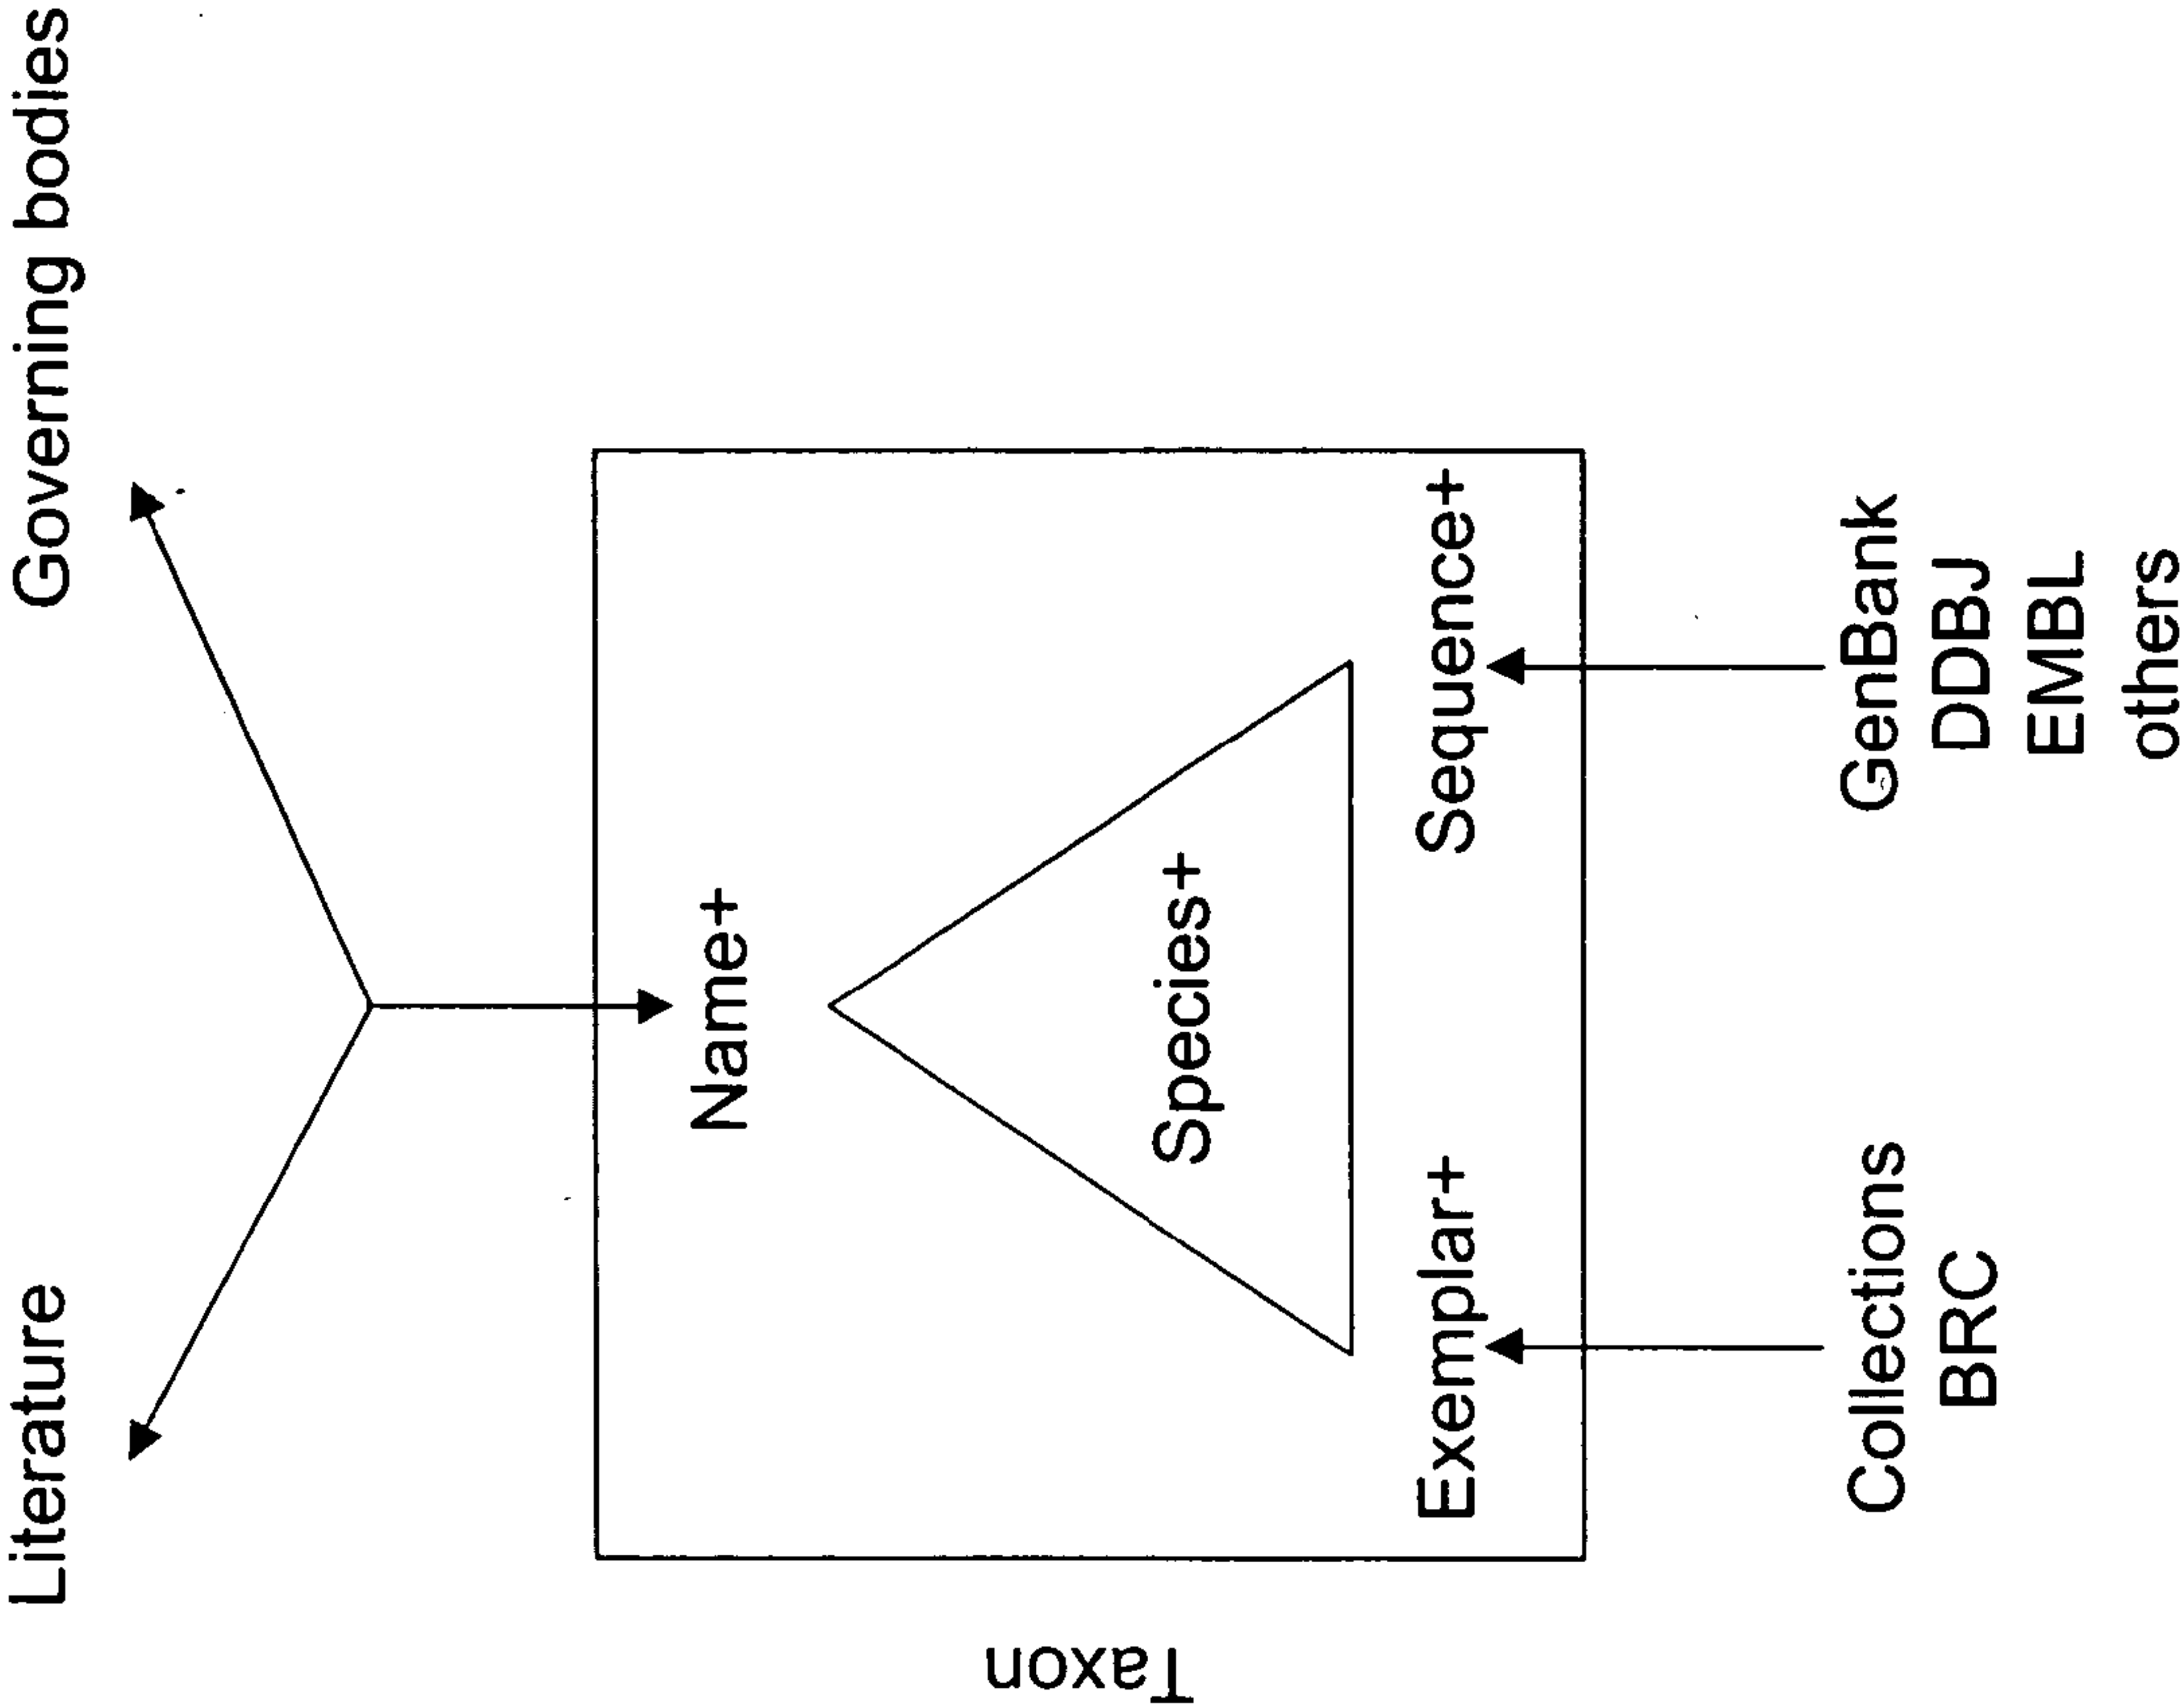 Literature
Governing bodies
Taxon
Name+
Species+
Exemplar+
Sequence+
Collections
BRC
GenBank
DDBJ
EMBL
others